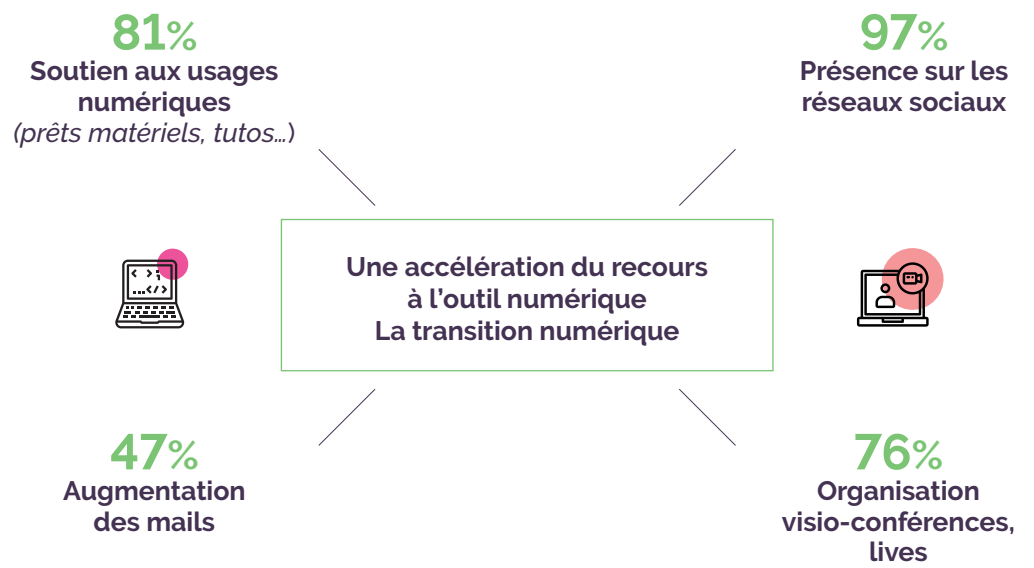 81%
Soutien aux usages
numériques
(prêts matériels, tutos…)
97%
Présence sur les
réseaux sociaux
Une accélération du recours
à l’outil numérique
La transition numérique
47%
Augmentation
des mails
76%
Organisation
visio-conférences,
lives